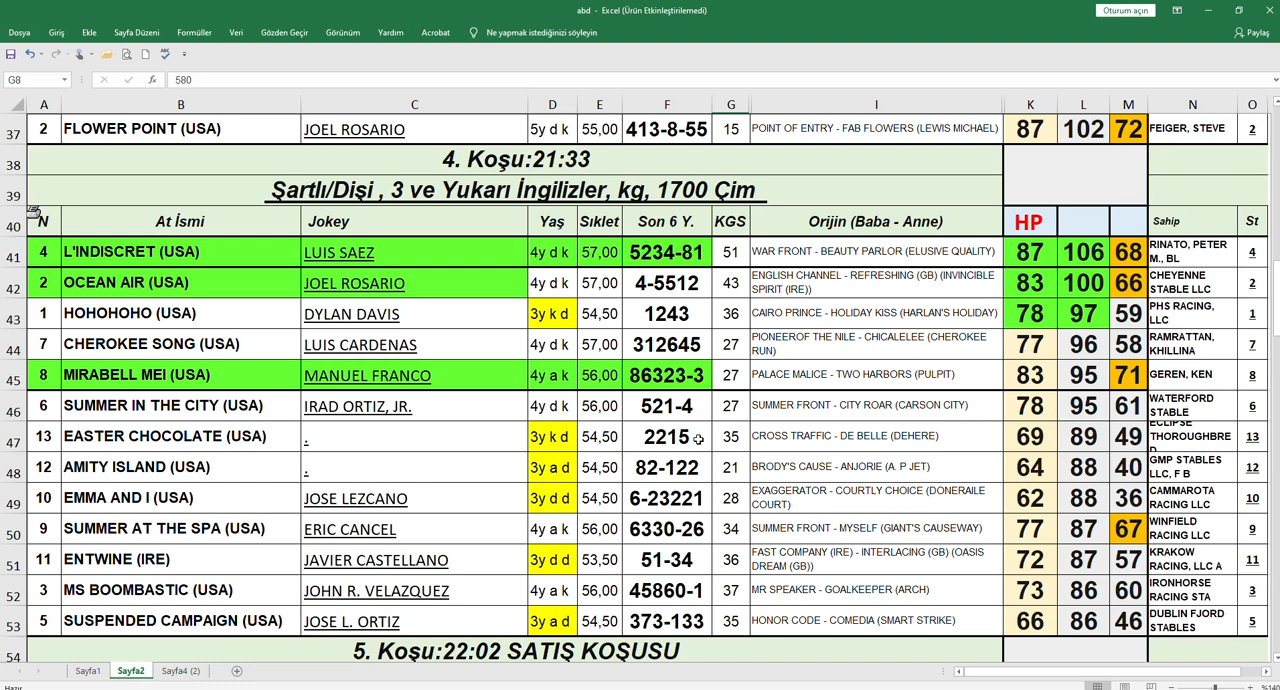 abd - Excel (Ürün Etkinleştirilemedi)
Oturum açın
Dosya Giriş Ekle Sayfa Düzeni Formüller Veri Gözden Geçir Görünüm Yardım Acrobat Ne yapmak istediğinizi söyleyin Paylaş
G8 fx 580
A B C D E F G I K L M N O
37 2 FLOWER POINT (USA) JOEL ROSARIO 5y d k 55,00 413-8-55 15 POINT OF ENTRY - FAB FLOWERS (LEWIS MICHAEL) 87 102 72 FEIGER, STEVE 2
38 4. Koşu:21:33
39 Şartlı/Dişi , 3 ve Yukarı İngilizler, kg, 1700 Çim
40 N At İsmi Jokey Yaş Sıklet Son 6 Y. KGS Orijin (Baba - Anne) HP Sahip St
41 4 L'INDISCRET (USA) LUIS SAEZ 4y d k 57,00 5234-81 51 WAR FRONT - BEAUTY PARLOR (ELUSIVE QUALITY) 87 106 68 RINATO, PETER M., BL 4
42 2 OCEAN AIR (USA) JOEL ROSARIO 4y d k 57,00 4-5512 43 ENGLISH CHANNEL - REFRESHING (GB) (INVINCIBLE SPIRIT (IRE)) 83 100 66 CHEYENNE STABLE LLC 2
43 1 HOHOHOHO (USA) DYLAN DAVIS 3y k d 54,50 1243 36 CAIRO PRINCE - HOLIDAY KISS (HARLAN'S HOLIDAY) 78 97 59 PHS RACING, LLC 1
44 7 CHEROKEE SONG (USA) LUIS CARDENAS 4y d k 57,00 312645 27 PIONEEROF THE NILE - CHICALELEE (CHEROKEE RUN) 77 96 58 RAMRATTAN, KHILLINA 7
45 8 MIRABELL MEI (USA) MANUEL FRANCO 4y a k 56,00 86323-3 27 PALACE MALICE - TWO HARBORS (PULPIT) 83 95 71 GEREN, KEN 8
46 6 SUMMER IN THE CITY (USA) IRAD ORTIZ, JR. 4y d k 56,00 521-4 27 SUMMER FRONT - CITY ROAR (CARSON CITY) 78 95 61 WATERFORD STABLE 6
47 13 EASTER CHOCOLATE (USA) . 3y k d 54,50 2215 35 CROSS TRAFFIC - DE BELLE (DEHERE) 69 89 49 ECLIPSE THOROUGHBRE D 13
48 12 AMITY ISLAND (USA) . 3y a d 54,50 82-122 21 BRODY'S CAUSE - ANJORIE (A. P JET) 64 88 40 GMP STABLES LLC, F B 12
49 10 EMMA AND I (USA) JOSE LEZCANO 3y d d 54,50 6-23221 28 EXAGGERATOR - COURTLY CHOICE (DONERAILE COURT) 62 88 36 CAMMAROTA RACING LLC 10
50 9 SUMMER AT THE SPA (USA) ERIC CANCEL 4y a k 56,00 6330-26 34 SUMMER FRONT - MYSELF (GIANT'S CAUSEWAY) 77 87 67 WINFIELD RACING LLC 9
51 11 ENTWINE (IRE) JAVIER CASTELLANO 3y d d 53,50 51-34 36 FAST COMPANY (IRE) - INTERLACING (GB) (OASIS DREAM (GB)) 72 87 57 KRAKOW RACING, LLC A 11
52 3 MS BOOMBASTIC (USA) JOHN R. VELAZQUEZ 4y a k 56,00 45860-1 37 MR SPEAKER - GOALKEEPER (ARCH) 73 86 60 IRONHORSE RACING STA 3
53 5 SUSPENDED CAMPAIGN (USA) JOSE L. ORTIZ 3y a d 54,50 373-133 35 HONOR CODE - COMEDIA (SMART STRIKE) 66 86 46 DUBLIN FJORD STABLES 5
54 5. Koşu:22:02 SATIŞ KOŞUSU
Sayfa1 Sayfa2 Sayfa4 (2)
Hazır %140